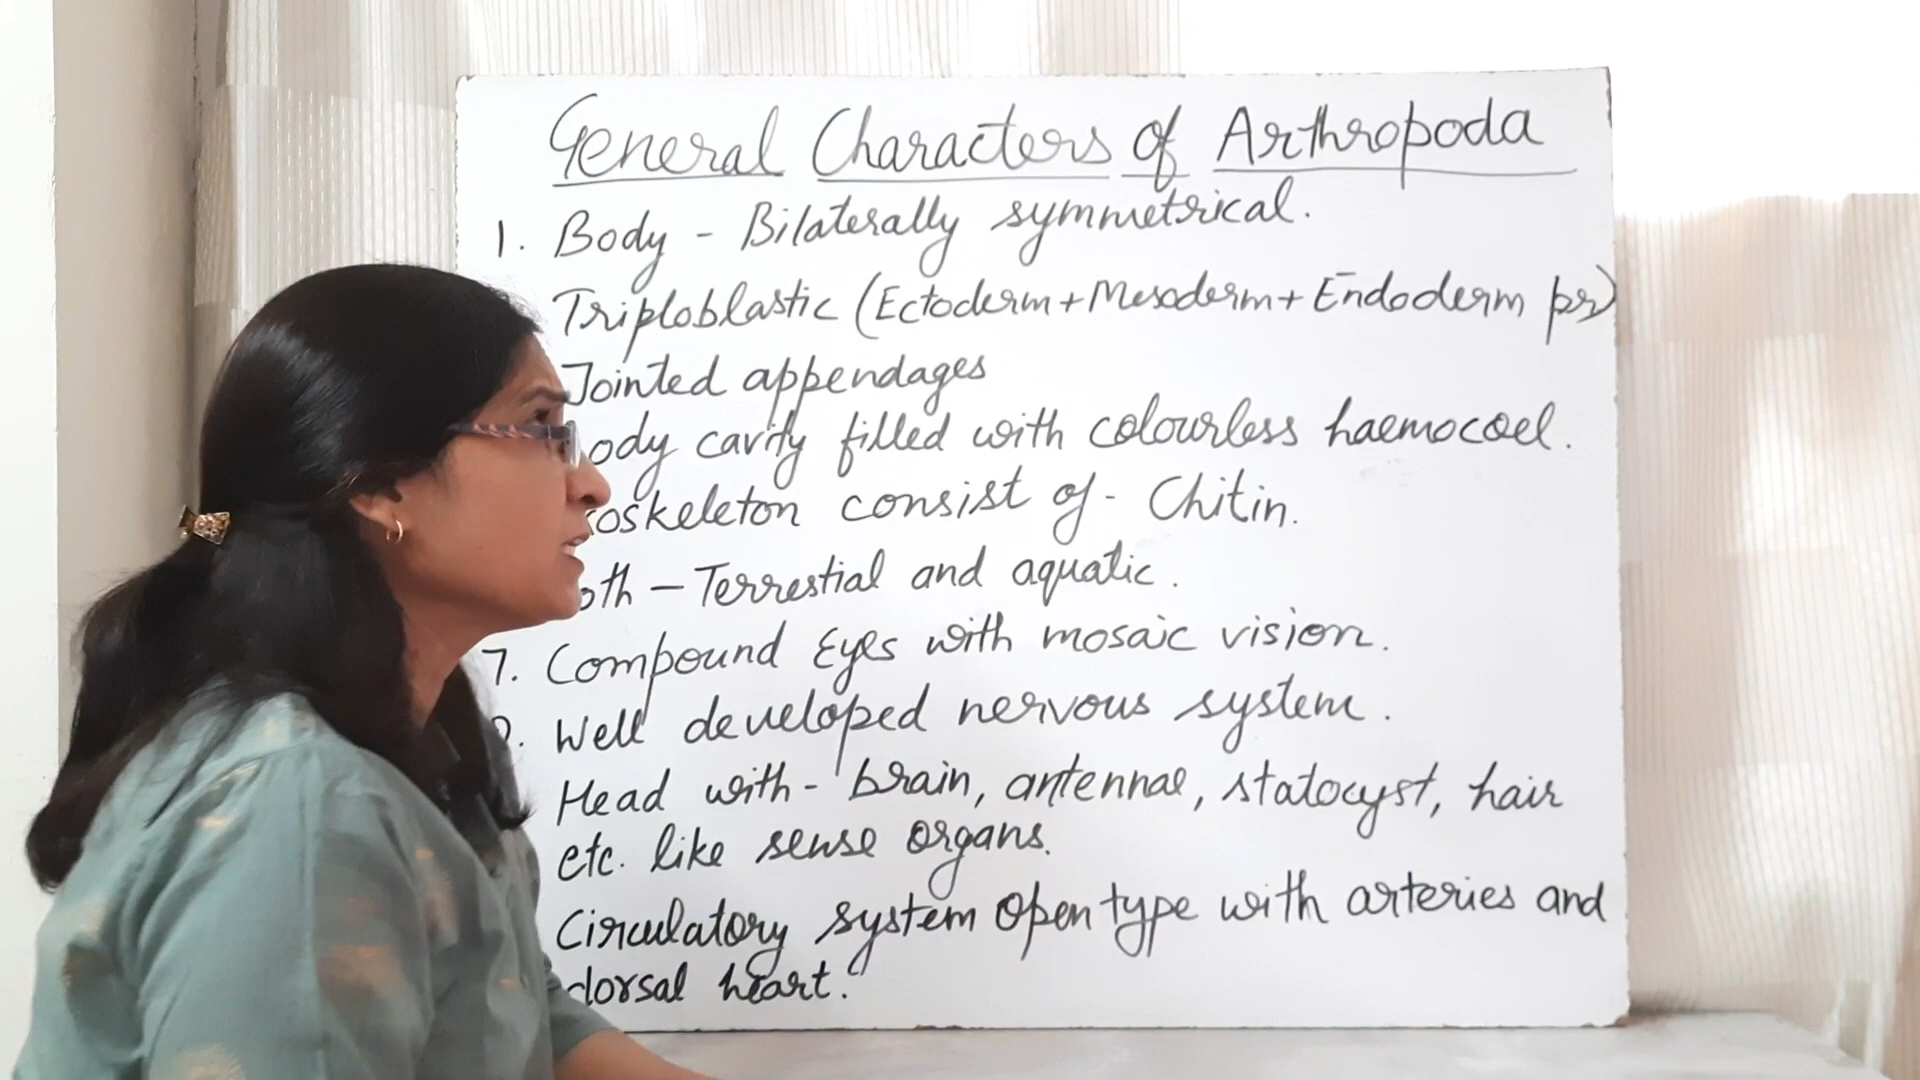 General Characters of Arthropoda
1. Body - Bilaterally symmetrical.
Triploblastic (Ectoderm + Mesoderm + Endoderm pr)
Jointed appendages
ody cavity filled with colourless haemocoel.
oskeleton consist of - Chitin.
oth - Terrestial and aquatic.
7. Compound Eyes with mosaic vision.
Well developed nervous system.
Head with - brain, antennae, statocyst, hair
etc. like sense organs.
Circulatory system open type with arteries and
dorsal heart.